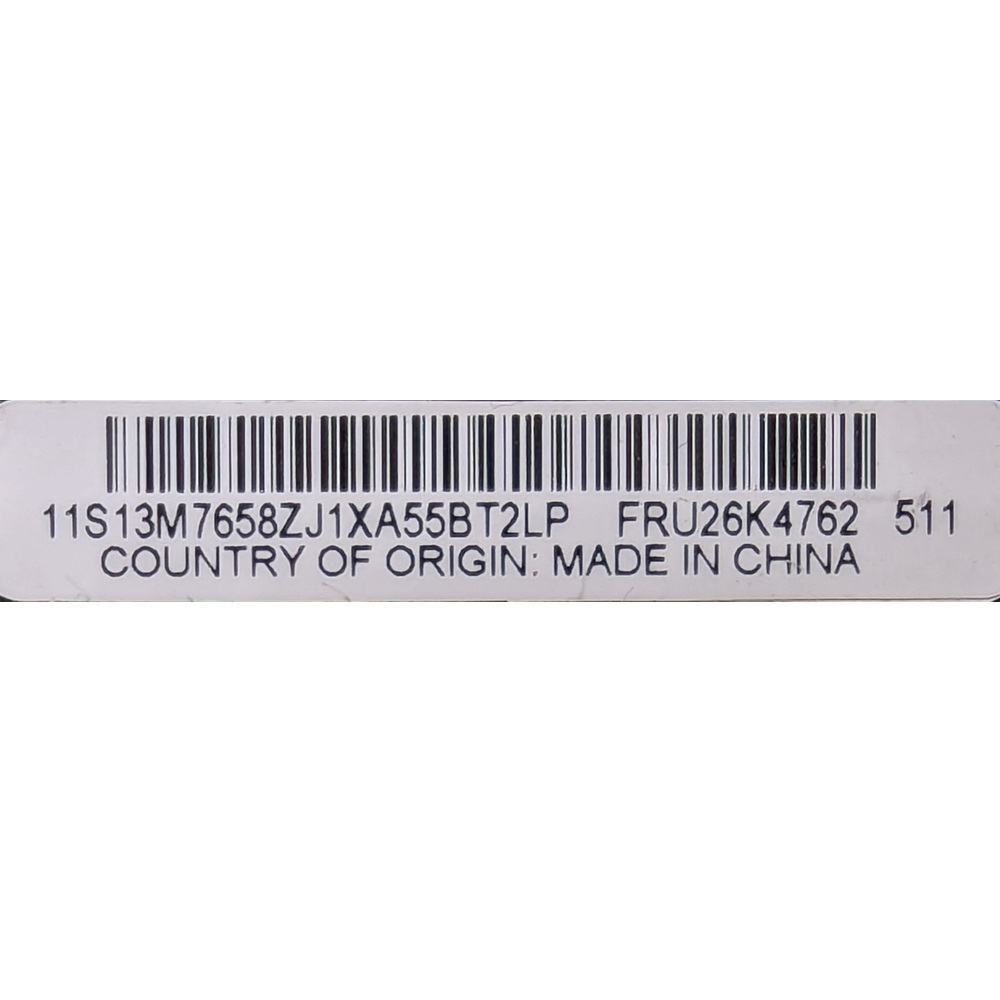 11S13M7658ZJ1XA55BT2LP FRU26K4762 511
COUNTRY OF ORIGIN: MADE IN CHINA